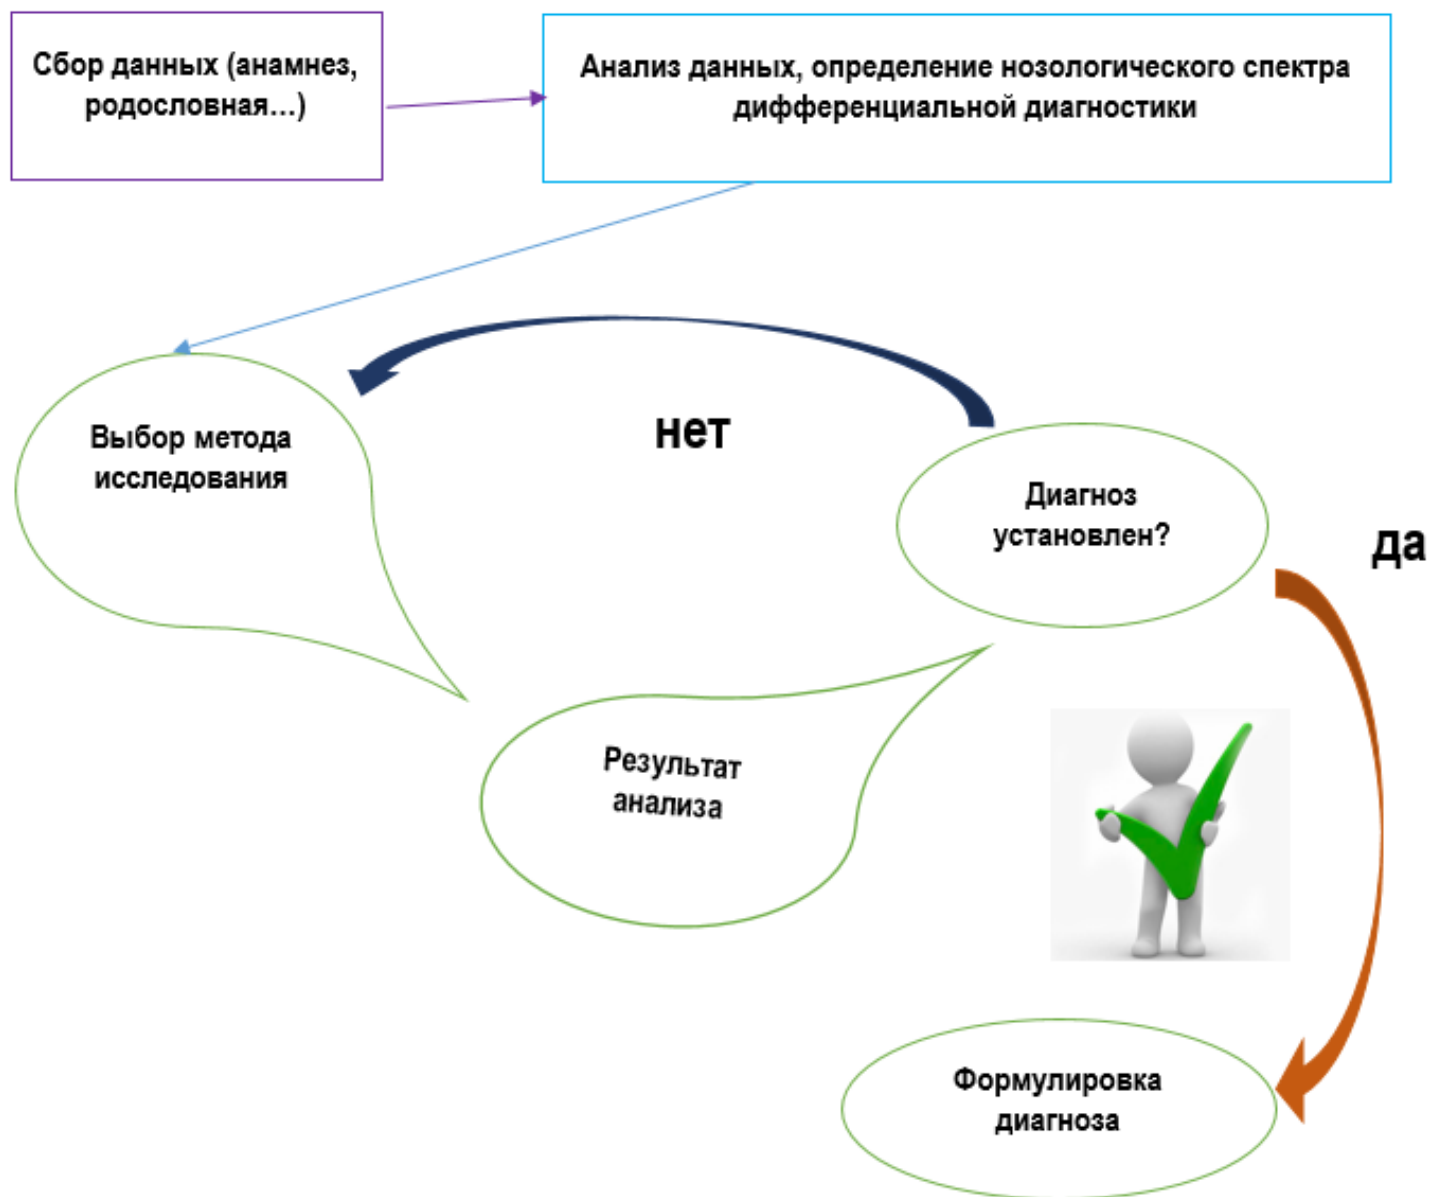 Сбор данных (анамнез,
родословная...)
Анализ данных, определение нозологического спектра
дифференциальной диагностики
Выбор метода
исследования
нет
Диагноз
установлен?
да
Результат
анализа
Формулировка
диагноза